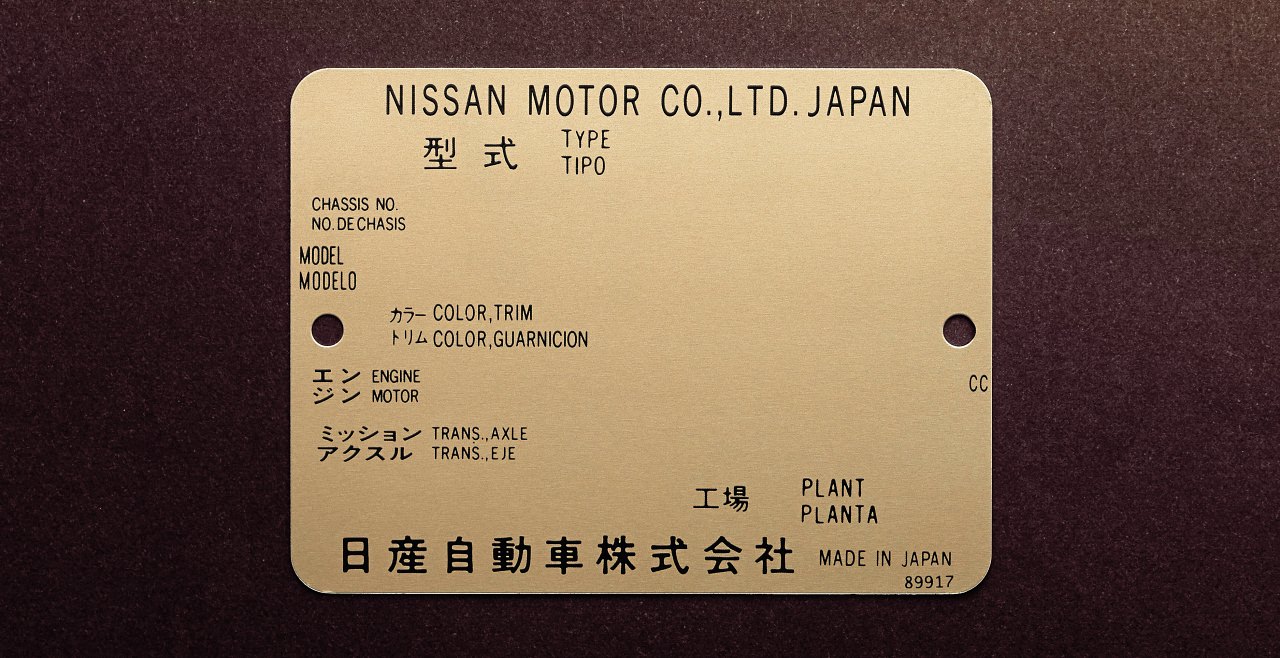 NISSAN MOTOR CO.,LTD. JAPAN
型式 TYPE
TIPO
CHASSIS NO.
NO. DE CHASIS
MODEL
MODELO
カラー COLOR,TRIM
トリム COLOR,GUARNICION
エン ENGINE
ジン MOTOR
CC
ミッション TRANS.,AXLE
アクスル TRANS.,EJE
工場 PLANT
PLANTA
日産自動車株式会社 MADE IN JAPAN
89917